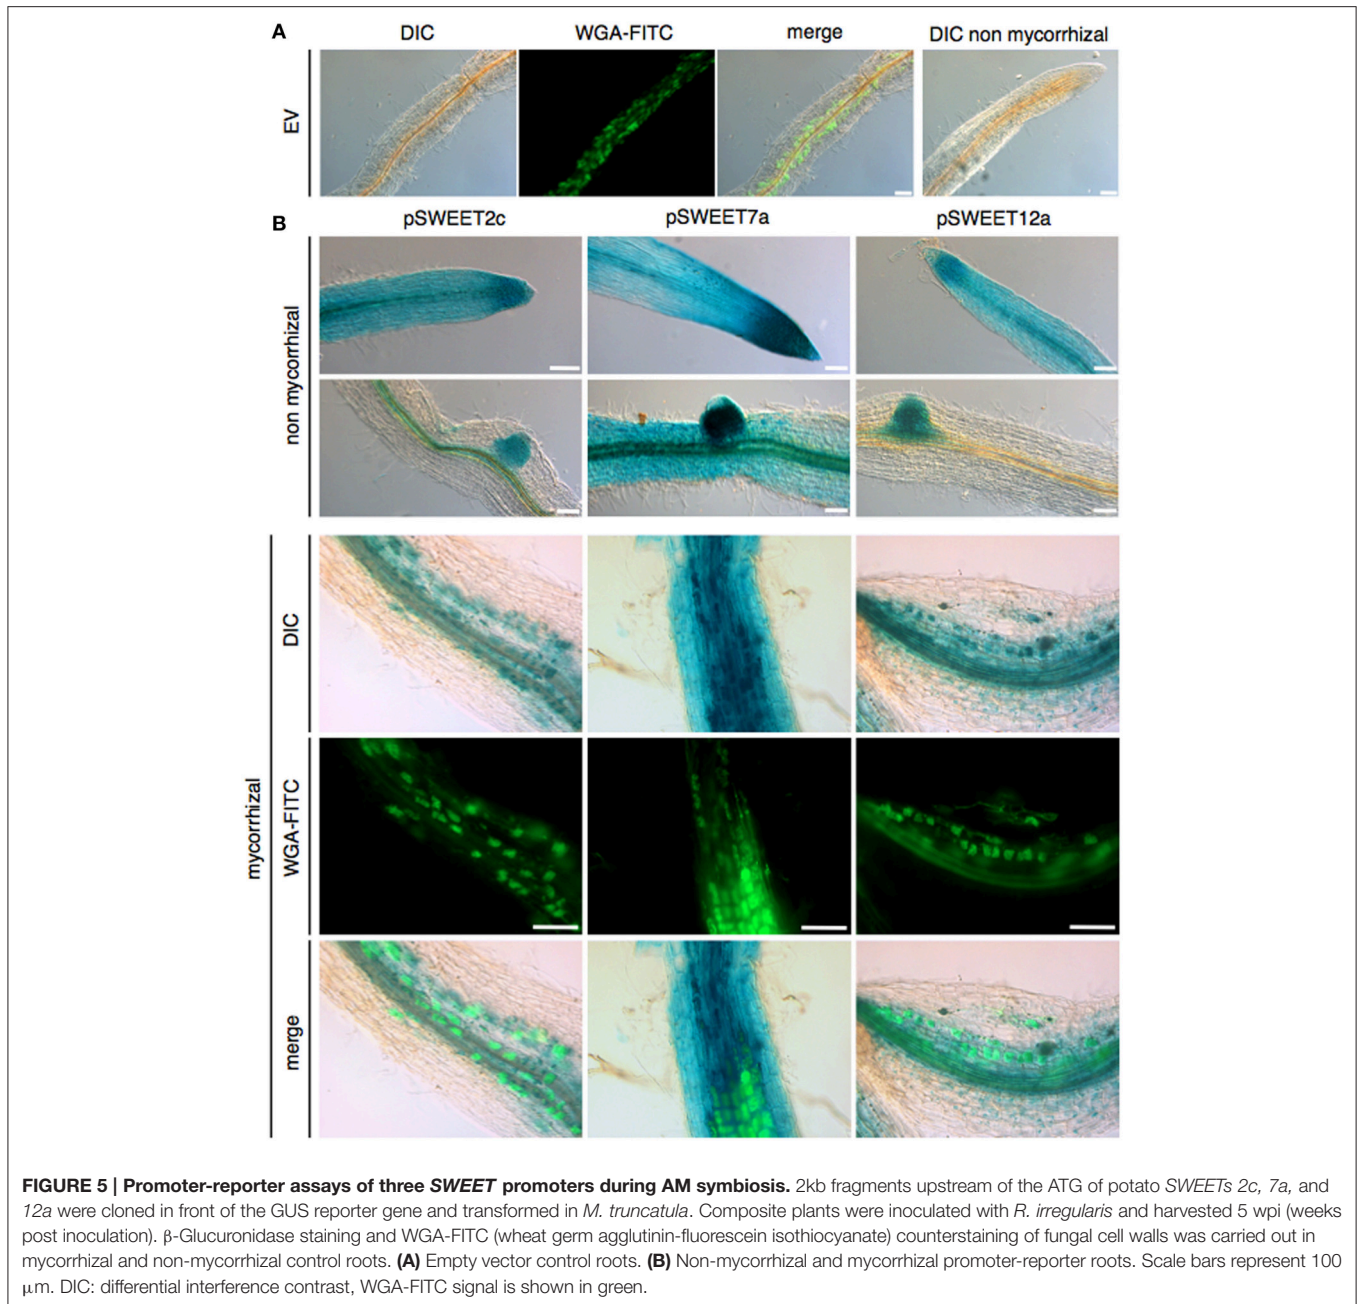 A
DIC
WGA-FITC
merge
DIC non mycorrhizal
EV
B
pSWEET2c
pSWEET7a
pSWEET12a
non mycorrhizal
mycorrhizal
DIC
WGA-FITC
merge
FIGURE 5 | Promoter-reporter assays of three SWEET promoters during AM symbiosis. 2kb fragments upstream of the ATG of potato SWEETs 2c, 7a, and
12a were cloned in front of the GUS reporter gene and transformed in M. truncatula. Composite plants were inoculated with R. irregularis and harvested 5 wpi (weeks
post inoculation). β-Glucuronidase staining and WGA-FITC (wheat germ agglutinin-fluorescein isothiocyanate) counterstaining of fungal cell walls was carried out in
mycorrhizal and non-mycorrhizal control roots. (A) Empty vector control roots. (B) Non-mycorrhizal and mycorrhizal promoter-reporter roots. Scale bars represent 100
μm. DIC: differential interference contrast, WGA-FITC signal is shown in green.